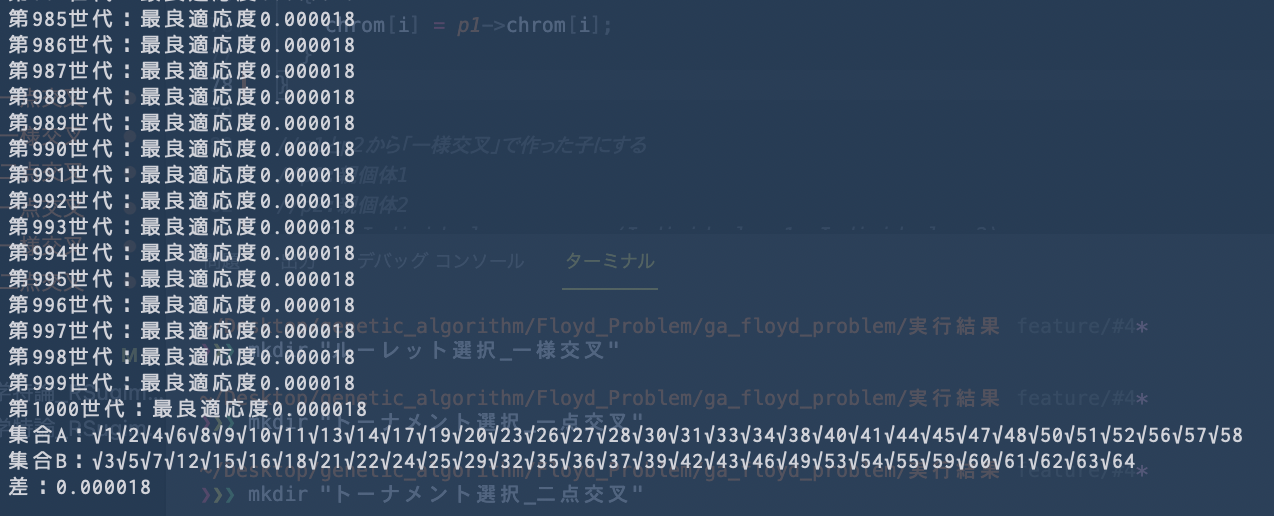 第985世代：最良適応度0.000018
chrom[i] = p1->chrom[i];
第986世代：最良適応度0.000018
第987世代：最良適応度0.000018
第988世代：最良適応度0.000018
第989世代：最良適応度0.000018
第990世代：最良適応度0.000018
2から「一様交叉」で作った子にする
第991世代：最良適応度0.000018
親個体1
第992世代：最良適応度0.000018
親個体2
第993世代：最良適応度0.000018
第994世代：最良適応度0.000018
デバッグ コンソール ターミナル
第995世代：最良適応度0.000018
第996世代：最良適応度0.000018
第997世代：最良適応度0.000018
~/Desktop/genetic_algorithm/Floyd_Problem/ga_floyd_problem/実行結果 feature/#4*
第998世代：最良適応度0.000018
mkdir "ルーレット選択_一様交叉"
第999世代：最良適応度0.000018
~/Desktop/genetic_algorithm/Floyd_Problem/ga_floyd_problem/実行結果 feature/#4*
第1000世代：最良適応度0.000018
mkdir "トーナメント選択_一点交叉"
集合A：√1√2√4√6√8√9√10√11√13√14√17√19√20√23√26√27√28√30√31√33√34√38√40√41√44√45√47√48√50√51√52√56√57√58
集合B：√3√5√7√12√15√16√18√21√22√24√25√29√32√35√36√37√39√42√43√46√49√53√54√55√59√60√61√62√63√64
~/Desktop/genetic_algorithm/Floyd_Problem/ga_floyd_problem/実行結果 feature/#4*
差：0.000018
❯❯❯ mkdir "トーナメント選択_二点交叉"